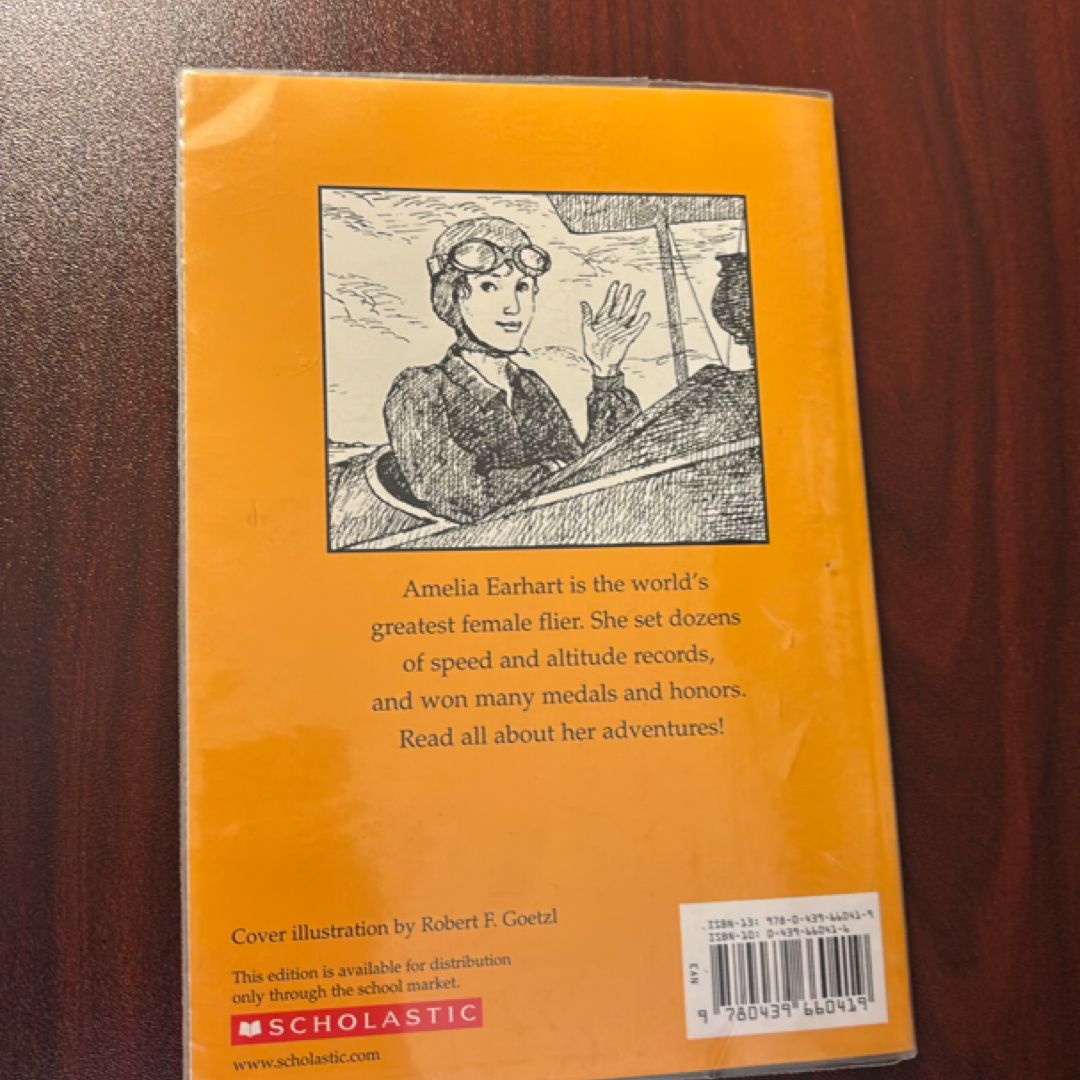 Amelia Earhart is the world's
greatest female flier. She set dozens
of speed and altitude records,
and won many medals and honors.
Read all about her adventures!
Cover illustration by Robert F. Goetzl
This edition is available for distribution
only through the school market.
SCHOLASTIC
www.scholastic.com
ISBN-13: 978-0-439-66041-9
ISBN-10: 0-439-66041-6
CAN
9 780439 660419